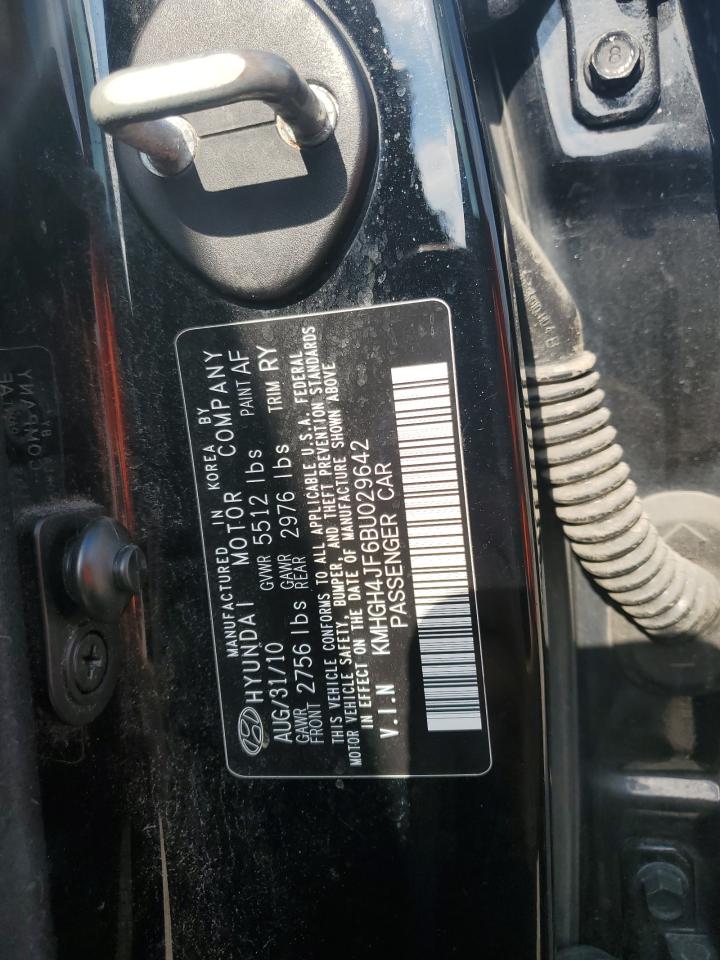 MANUFACTURED IN KOREA BY
HYUNDAI MOTOR COMPANY
AUG/31/10 GVWR 5512 lbs PAINT AF
GAWR FRONT 2756 lbs GAWR REAR 2976 lbs TRIM RY
THIS VEHICLE CONFORMS TO ALL APPLICABLE U.S.A. FEDERAL
MOTOR VEHICLE SAFETY, BUMPER, AND THEFT PREVENTION STANDARDS
IN EFFECT ON THE DATE OF MANUFACTURE SHOWN ABOVE
V.I.N KMHGH4JF6BU029642
PASSENGER CAR
8